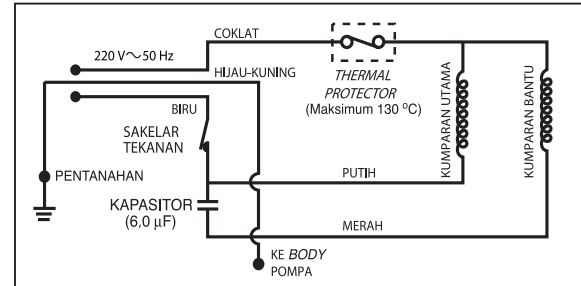 COKLAT
220 V～50 Hz
HIJAU-KUNING
THERMAL
PROTECTOR
(Maksimum 130 °C)
BIRU
SAKELAR
TEKANAN
KUMPARAN UTAMA
KUMPARAN BANTU
PENTANAHAN
PUTIH
KAPASITOR
(6,0 µF)
MERAH
KE BODY
POMPA